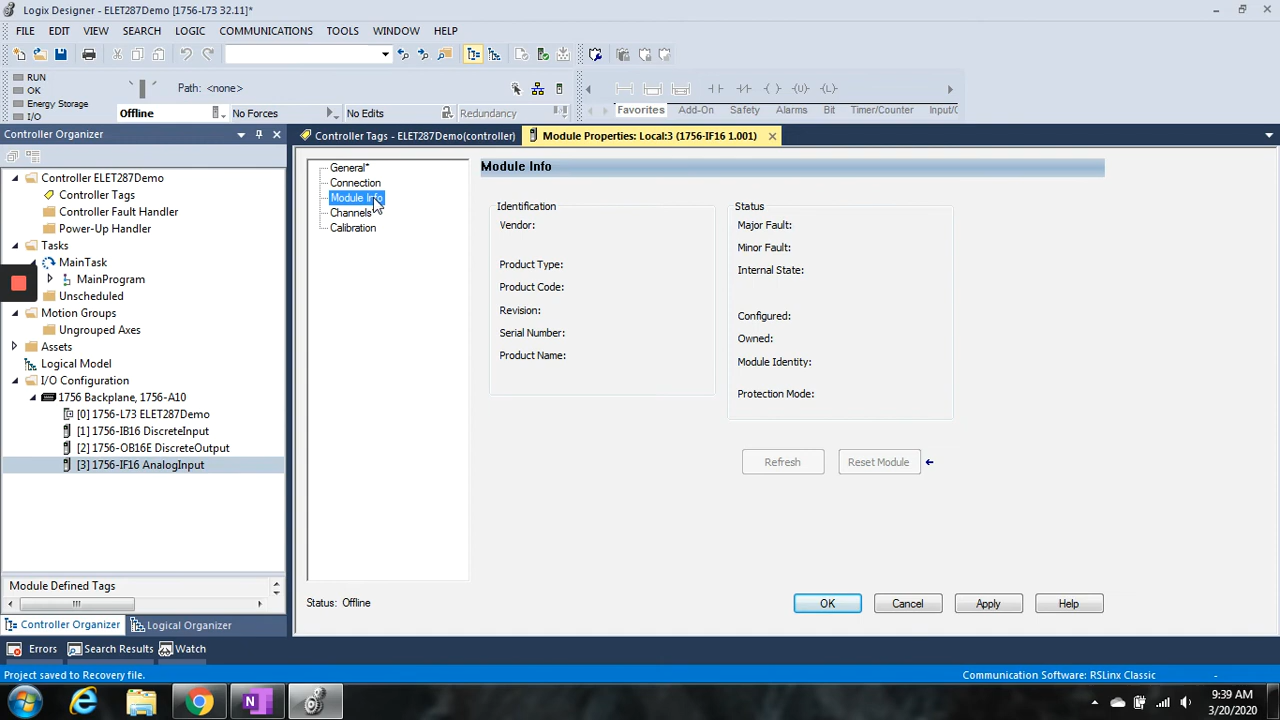 Logix Designer - ELET287Demo [1756-L73 32.11]*
FILE EDIT VIEW SEARCH LOGIC COMMUNICATIONS TOOLS WINDOW HELP
RUN
OK
Energy Storage
I/O
Path: <none>
Offline No Forces No Edits Redundancy
Favorites Add-On Safety Alarms Bit Timer/Counter Input/
Controller Organizer
Controller Tags - ELET287Demo(controller) Module Properties: Local:3 (1756-IF16 1.001)
Controller ELET287Demo
Controller Tags
Controller Fault Handler
Power-Up Handler
Tasks
MainTask
MainProgram
Unscheduled
Motion Groups
Ungrouped Axes
Assets
Logical Model
I/O Configuration
1756 Backplane, 1756-A10
[0] 1756-L73 ELET287Demo
[1] 1756-IB16 DiscreteInput
[2] 1756-OB16E DiscreteOutput
[3] 1756-IF16 AnalogInput
Module Defined Tags
Controller Organizer Logical Organizer
General*
Connection
Module Info
Channels
Calibration
Module Info
Identification
Vendor:
Product Type:
Product Code:
Revision:
Serial Number:
Product Name:
Status
Major Fault:
Minor Fault:
Internal State:
Configured:
Owned:
Module Identity:
Protection Mode:
Refresh Reset Module
Status: Offline
OK Cancel Apply Help
Errors Search Results Watch
Project saved to Recovery file.
Communication Software: RSLinx Classic
9:39 AM
3/20/2020